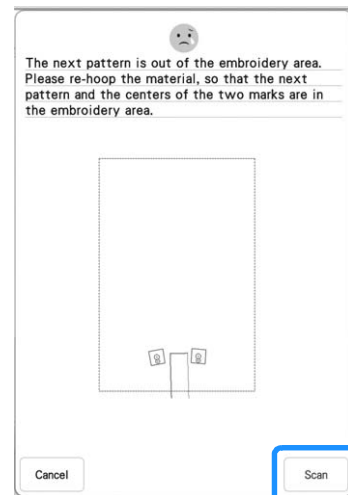 The next pattern is out of the embroidery area.
Please re-hoop the material, so that the next
pattern and the centers of the two marks are in
the embroidery area.
Cancel
Scan